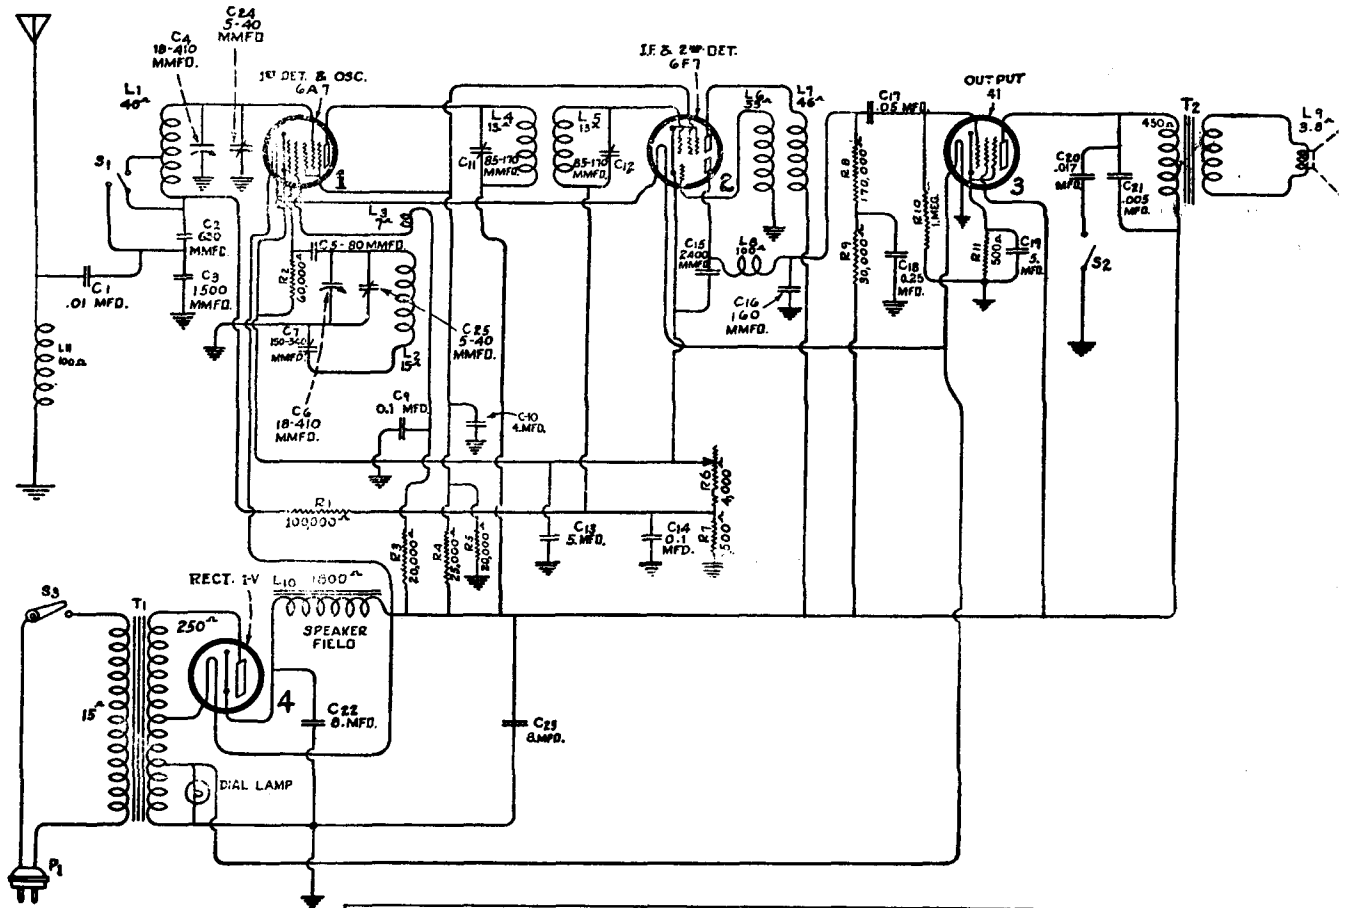 C24
5-40
MMFD
C4
18-410
MMFD.
L1
40Ω
1ST DET. & OSC.
6A7
I.F. & 2ND DET.
6F7
OUTPUT
41
L4
13Ω
L5
13Ω
L6
55Ω
L7
46Ω
C17
.05 MFD.
T2
450Ω
L9
3.8Ω
S1
1
C11
85-170
MMFD.
85-170
MMFD.
C12
2
R8
170,000Ω
R10
1 MEG.
3
C20
.017
MFD.
C21
.005
MFD.
C2
620
MMFD.
L3
7Ω
C5-80 MMFD.
C3
1500
MMFD.
C1
.01 MFD.
R2
60,000Ω
C15
2400
MMFD.
L8
100Ω
R9
30,000Ω
C18
0.25
MFD.
R11
500Ω
C19
5.
MFD.
S2
C16
160
MMFD.
L11
100Ω
C7
MMFD.
L2
15Ω
C25
5-40
MMFD.
C6
18-410
MMFD.
C9
0.1 MFD.
C-10
4.MFD.
R6
4,000
R1
100,000Ω
R3
20,000Ω
R4
25,000Ω
R5
20,000Ω
C13
5.MFD.
C14
0.1
MFD.
R7
500Ω
S3
T1
RECT. 1-V
L10 1800Ω
250Ω
SPEAKER
FIELD
15Ω
4
C22
8.MFD.
C23
8.MFD.
DIAL LAMP
P1